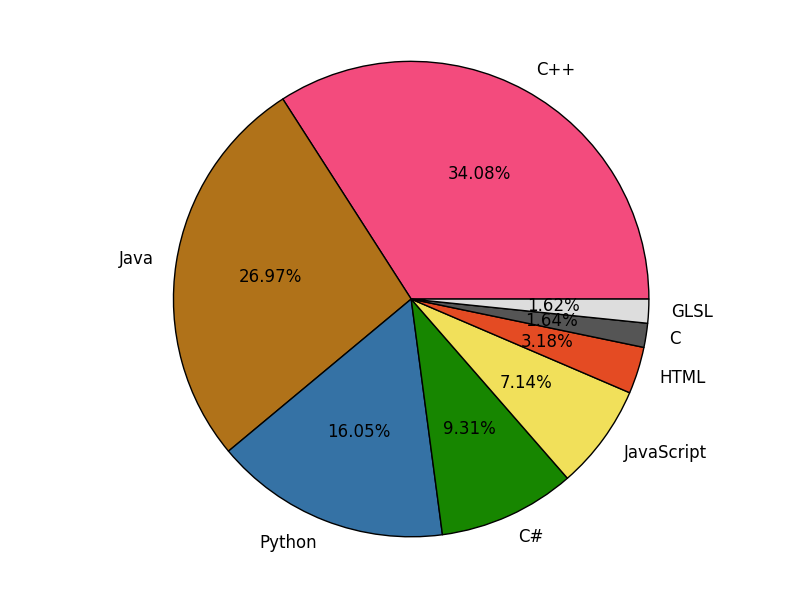 C++
34.08%
Java
26.97%
Python
16.05%
C#
9.31%
JavaScript
7.14%
HTML
3.18%
C
1.64%
GLSL
1.62%